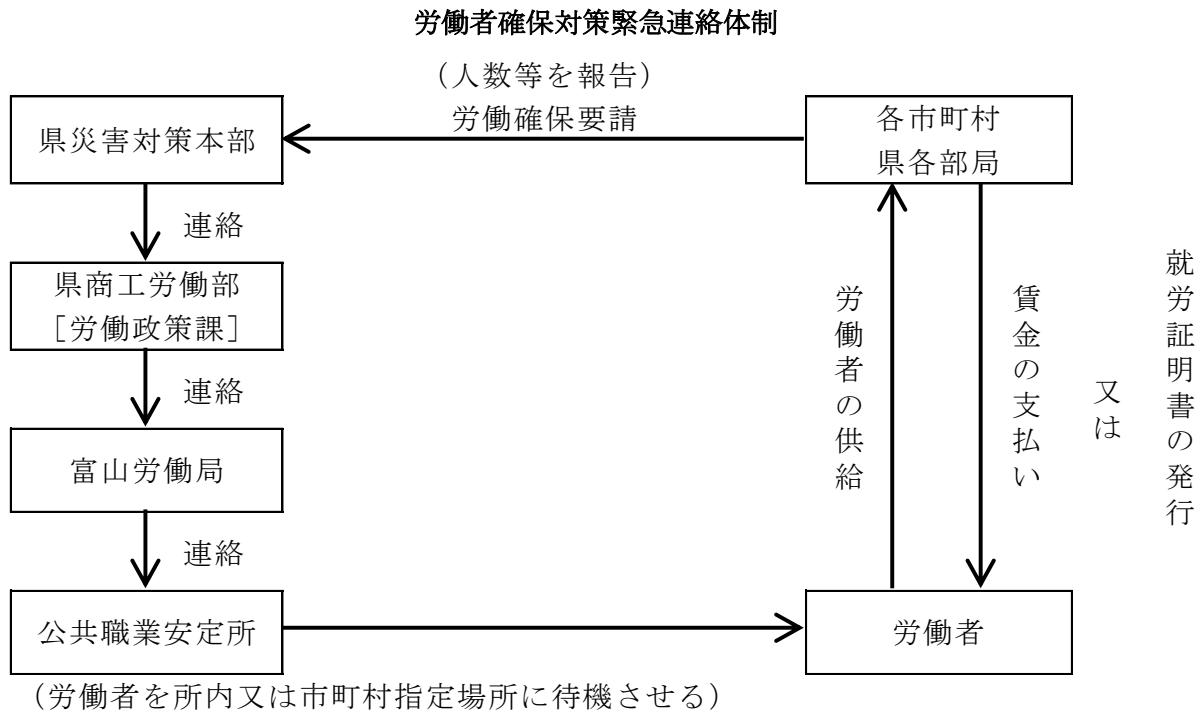 労働者確保対策緊急連絡体制
（人数等を報告）
労働確保要請
県災害対策本部
各市町村
県各部局
連絡
県商工労働部
［労働政策課］
連絡
富山労働局
連絡
公共職業安定所
労働者の供給
賃金の支払い
又は
就労証明書の発行
労働者
（労働者を所内又は市町村指定場所に待機させる）